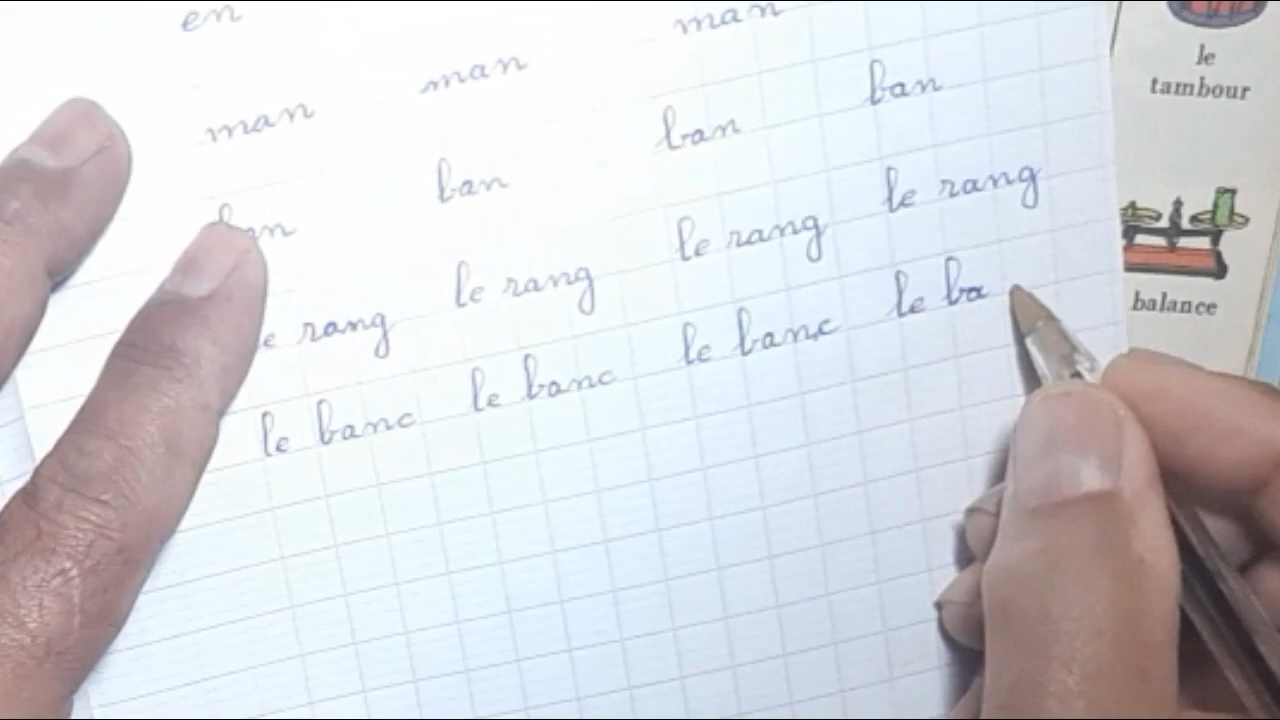 en
man man man
ban ban ban ban
le rang le rang le rang le rang
le banc le banc le banc le ba
le
tambour
balance